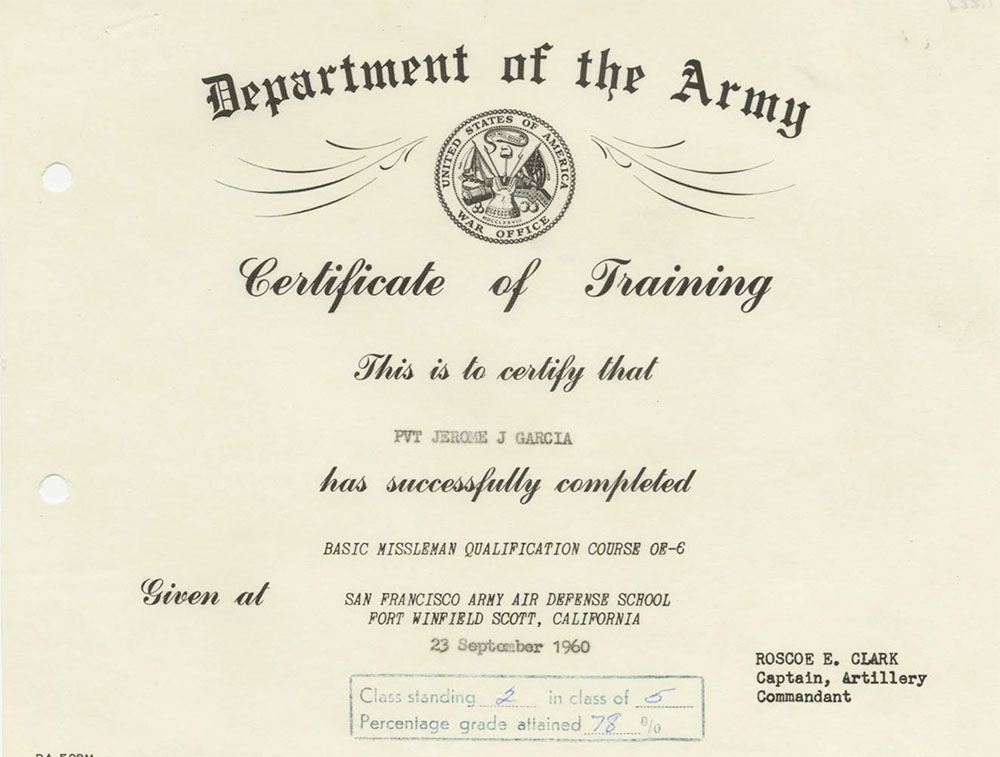 Department of the Army
UNITED STATES OF AMERICA
WAR OFFICE
MDCCLXXVIII
Certificate of Training
This is to certify that
PVT JEROME J GARCIA
has successfully completed
BASIC MISSLEMAN QUALIFICATION COURSE OE-6
Given at SAN FRANCISCO ARMY AIR DEFENSE SCHOOL
FORT WINFIELD SCOTT, CALIFORNIA
23 September 1960
ROSCOE E. CLARK
Captain, Artillery
Commandant
Class standing 2 in class of 5
Percentage grade attained 78 %
DA FORM